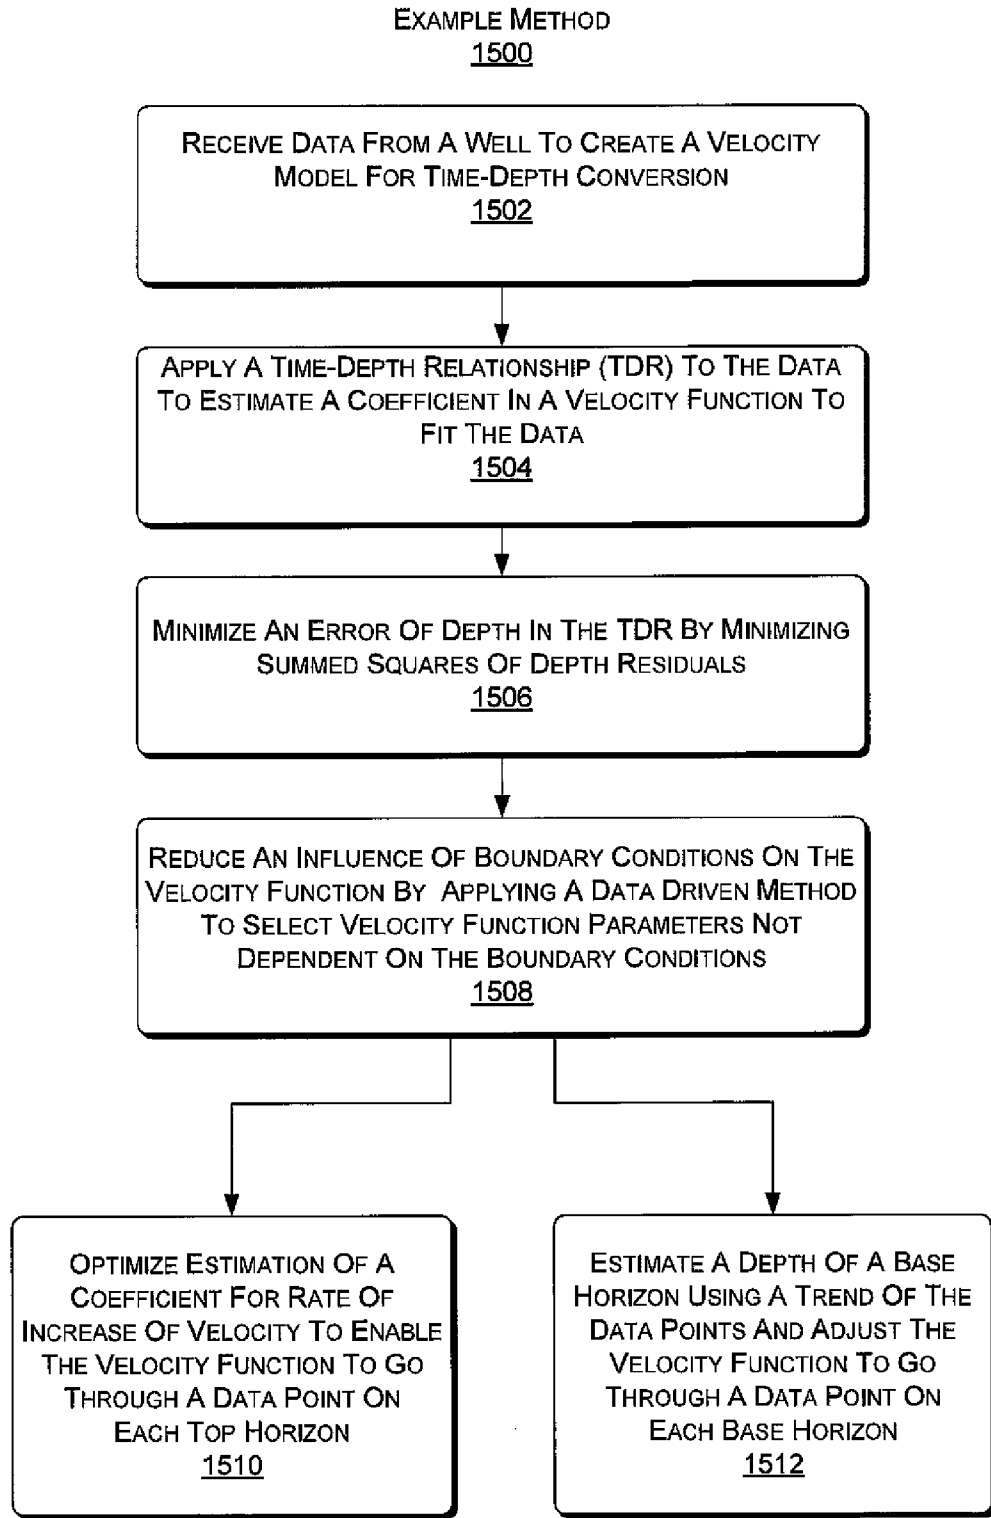 EXAMPLE METHOD
1500
RECEIVE DATA FROM A WELL TO CREATE A VELOCITY
MODEL FOR TIME-DEPTH CONVERSION
1502
APPLY A TIME-DEPTH RELATIONSHIP (TDR) TO THE DATA
TO ESTIMATE A COEFFICIENT IN A VELOCITY FUNCTION TO
FIT THE DATA
1504
MINIMIZE AN ERROR OF DEPTH IN THE TDR BY MINIMIZING
SUMMED SQUARES OF DEPTH RESIDUALS
1506
REDUCE AN INFLUENCE OF BOUNDARY CONDITIONS ON THE
VELOCITY FUNCTION BY APPLYING A DATA DRIVEN METHOD
TO SELECT VELOCITY FUNCTION PARAMETERS NOT
DEPENDENT ON THE BOUNDARY CONDITIONS
1508
OPTIMIZE ESTIMATION OF A
COEFFICIENT FOR RATE OF
INCREASE OF VELOCITY TO ENABLE
THE VELOCITY FUNCTION TO GO
THROUGH A DATA POINT ON
EACH TOP HORIZON
1510
ESTIMATE A DEPTH OF A BASE
HORIZON USING A TREND OF THE
DATA POINTS AND ADJUST THE
VELOCITY FUNCTION TO GO
THROUGH A DATA POINT ON
EACH BASE HORIZON
1512